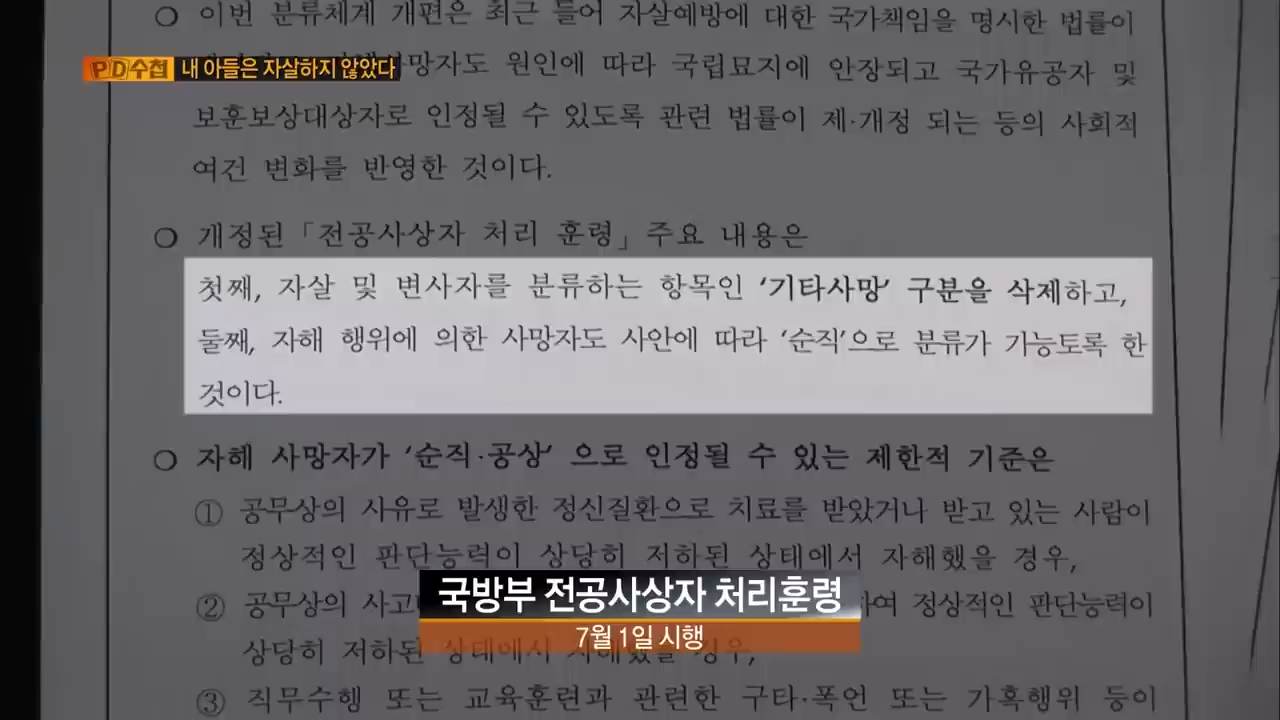 이번 분류체계 개편은 최근 들어 자살예방에 대한 국가책임을 명시한 법률이
PD수첩 내 아들은 자살하지 않았다
망자도 원인에 따라 국립묘지에 안장되고 국가유공자 및
보훈보상대상자로 인정될 수 있도록 관련 법률이 제·개정 되는 등의 사회적
여건 변화를 반영한 것이다.
개정된 「전공사상자 처리 훈령」주요 내용은
첫째, 자살 및 변사자를 분류하는 항목인 '기타사망' 구분을 삭제하고,
둘째, 자해 행위에 의한 사망자도 사안에 따라 '순직'으로 분류가 가능토록 한
것이다.
자해 사망자가 '순직·공상' 으로 인정될 수 있는 제한적 기준은
① 공무상의 사유로 발생한 정신질환으로 치료를 받았거나 받고 있는 사람이
정상적인 판단능력이 상당히 저하된 상태에서 자해했을 경우,
② 공무상의 사고 하여 정상적인 판단능력이
국방부 전공사상자 처리훈령
7월 1일 시행
상당히 저하된 상태에서 자해했을 경우,
③ 직무수행 또는 교육훈련과 관련한 구타·폭언 또는 가혹행위 등이